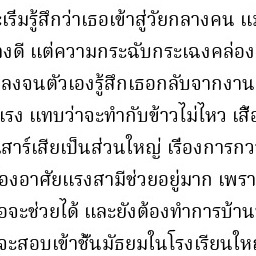 เริ่มรู้สึกว่าเธอเข้าสู่วัยกลางคน แ
งดี แต่ความกระฉับกระเฉงคล่อง
ลงจนตัวเองรู้สึกเธอกลับจากงาน
แรง แทบว่าจะทำกับข้าวไม่ไหว เสื้
เสาร์เสียเป็นส่วนใหญ่ เรื่องการกว
องอาศัยแรงสามีช่วยอยู่มาก เพรา
อจะช่วยได้ และยังต้องทำการบ้าน
จะสอบเข้าชั้นมัธยมในโรงเรียนให